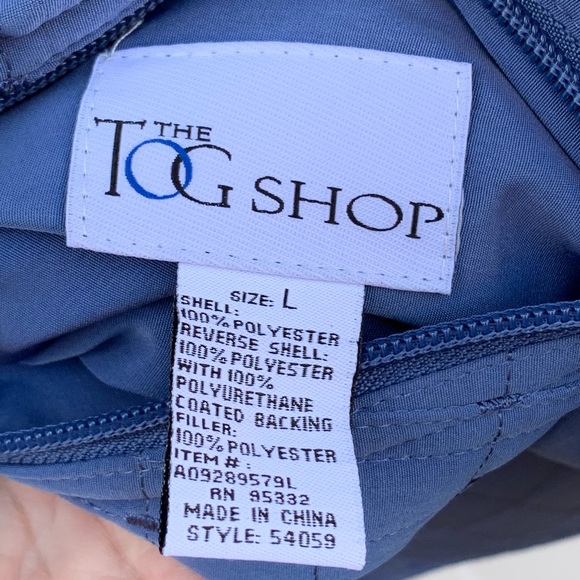 THE
TOG SHOP
SIZE: L
SHELL:
100% POLYESTER
REVERSE SHELL:
100% POLYESTER
WITH 100%
POLYURETHANE
COATED BACKING
FILLER:
100% POLYESTER
ITEM #:
A09289579L
RN 95332
MADE IN CHINA
STYLE: 54059